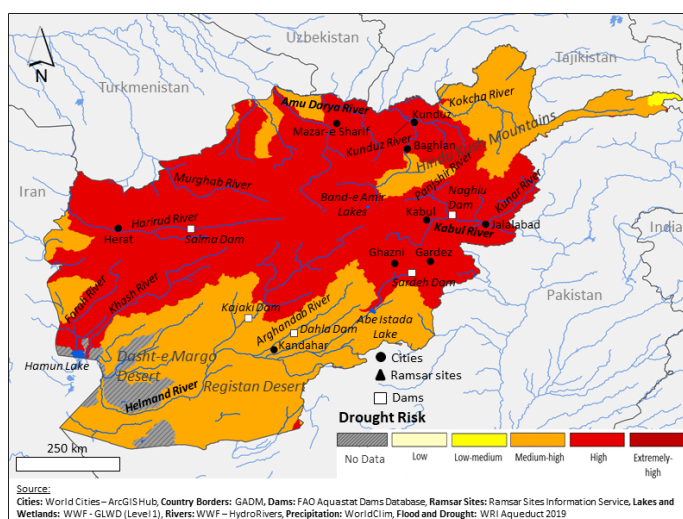 Uzbekistan
Tajikistan
Turkmenistan
N
Kokcha River
Amu Darya River
Kunduz
Mazar-e Sharif
Hindu Kush Mountains
Kunduz River
Baghlan
Panjshir River
Murghab River
Naghlu
Dam
Kunar River
Iran
Band-e Amir
Lakes
Harirud River
Kabul
Jalalabad
Kabul River
India
Herat
Salma Dam
Ghazni
Gardez
Sardeh Dam
Pakistan
Farah River
Khash River
Kajaki Dam
Arghandab River
Abe Istada
Lake
Dahla Dam
Kandahar
Hamun Lake
Dasht-e Margo
Desert
Registan Desert
Helmand River
Cities
Ramsar sites
Dams
Drought Risk
250 km
No Data
Low
Low-medium
Medium-high
High
Extremely-
high
Source:
Cities: World Cities – ArcGIS Hub, Country Borders: GADM, Dams: FAO Aquastat Dams Database, Ramsar Sites: Ramsar Sites Information Service, Lakes and
Wetlands: WWF - GLWD (Level 1), Rivers: WWF – HydroRivers, Precipitation: WorldClim, Flood and Drought: WRI Aqueduct 2019